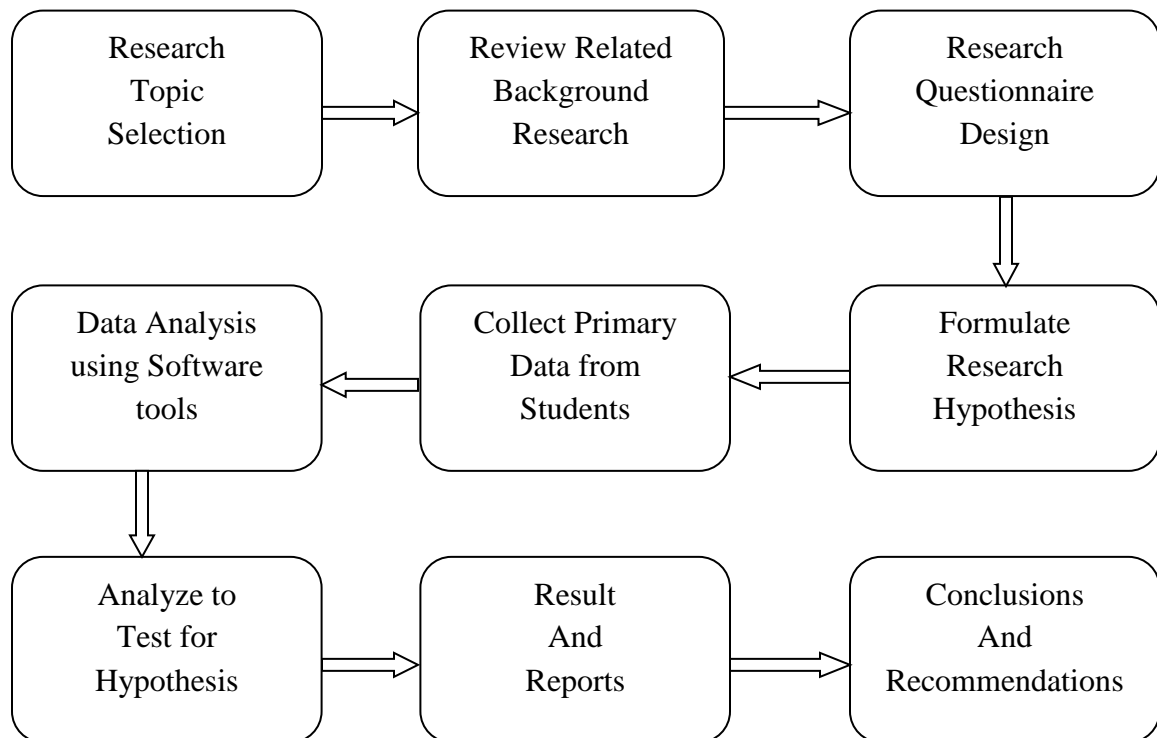 Research
Topic
Selection
Review Related
Background
Research
Research
Questionnaire
Design
Formulate
Research
Hypothesis
Collect Primary
Data from
Students
Data Analysis
using Software
tools
Analyze to
Test for
Hypothesis
Result
And
Reports
Conclusions
And
Recommendations